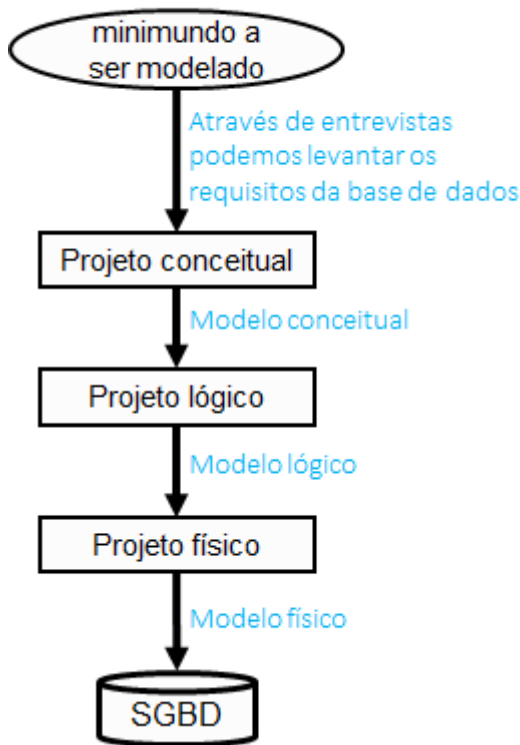 minimundo a
ser modelado
Através de entrevistas
podemos levantar os
requisitos da base de dados
Projeto conceitual
Modelo conceitual
Projeto lógico
Modelo lógico
Projeto físico
Modelo físico
SGBD